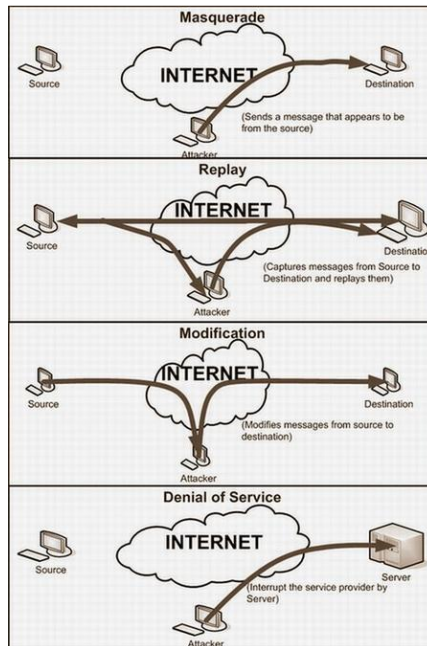 Masquerade
INTERNET
Source
Destination
(Sends a message that appears to be
from the source)
Attacker
Replay
INTERNET
Source
Destination
(Captures messages from Source to
Destination and replays them)
Attacker
Modification
INTERNET
Source
Destination
(Modifies messages from source to
destination)
Attacker
Denial of Service
INTERNET
Source
Server
(Interrupt the service provider by
Server)
Attacker